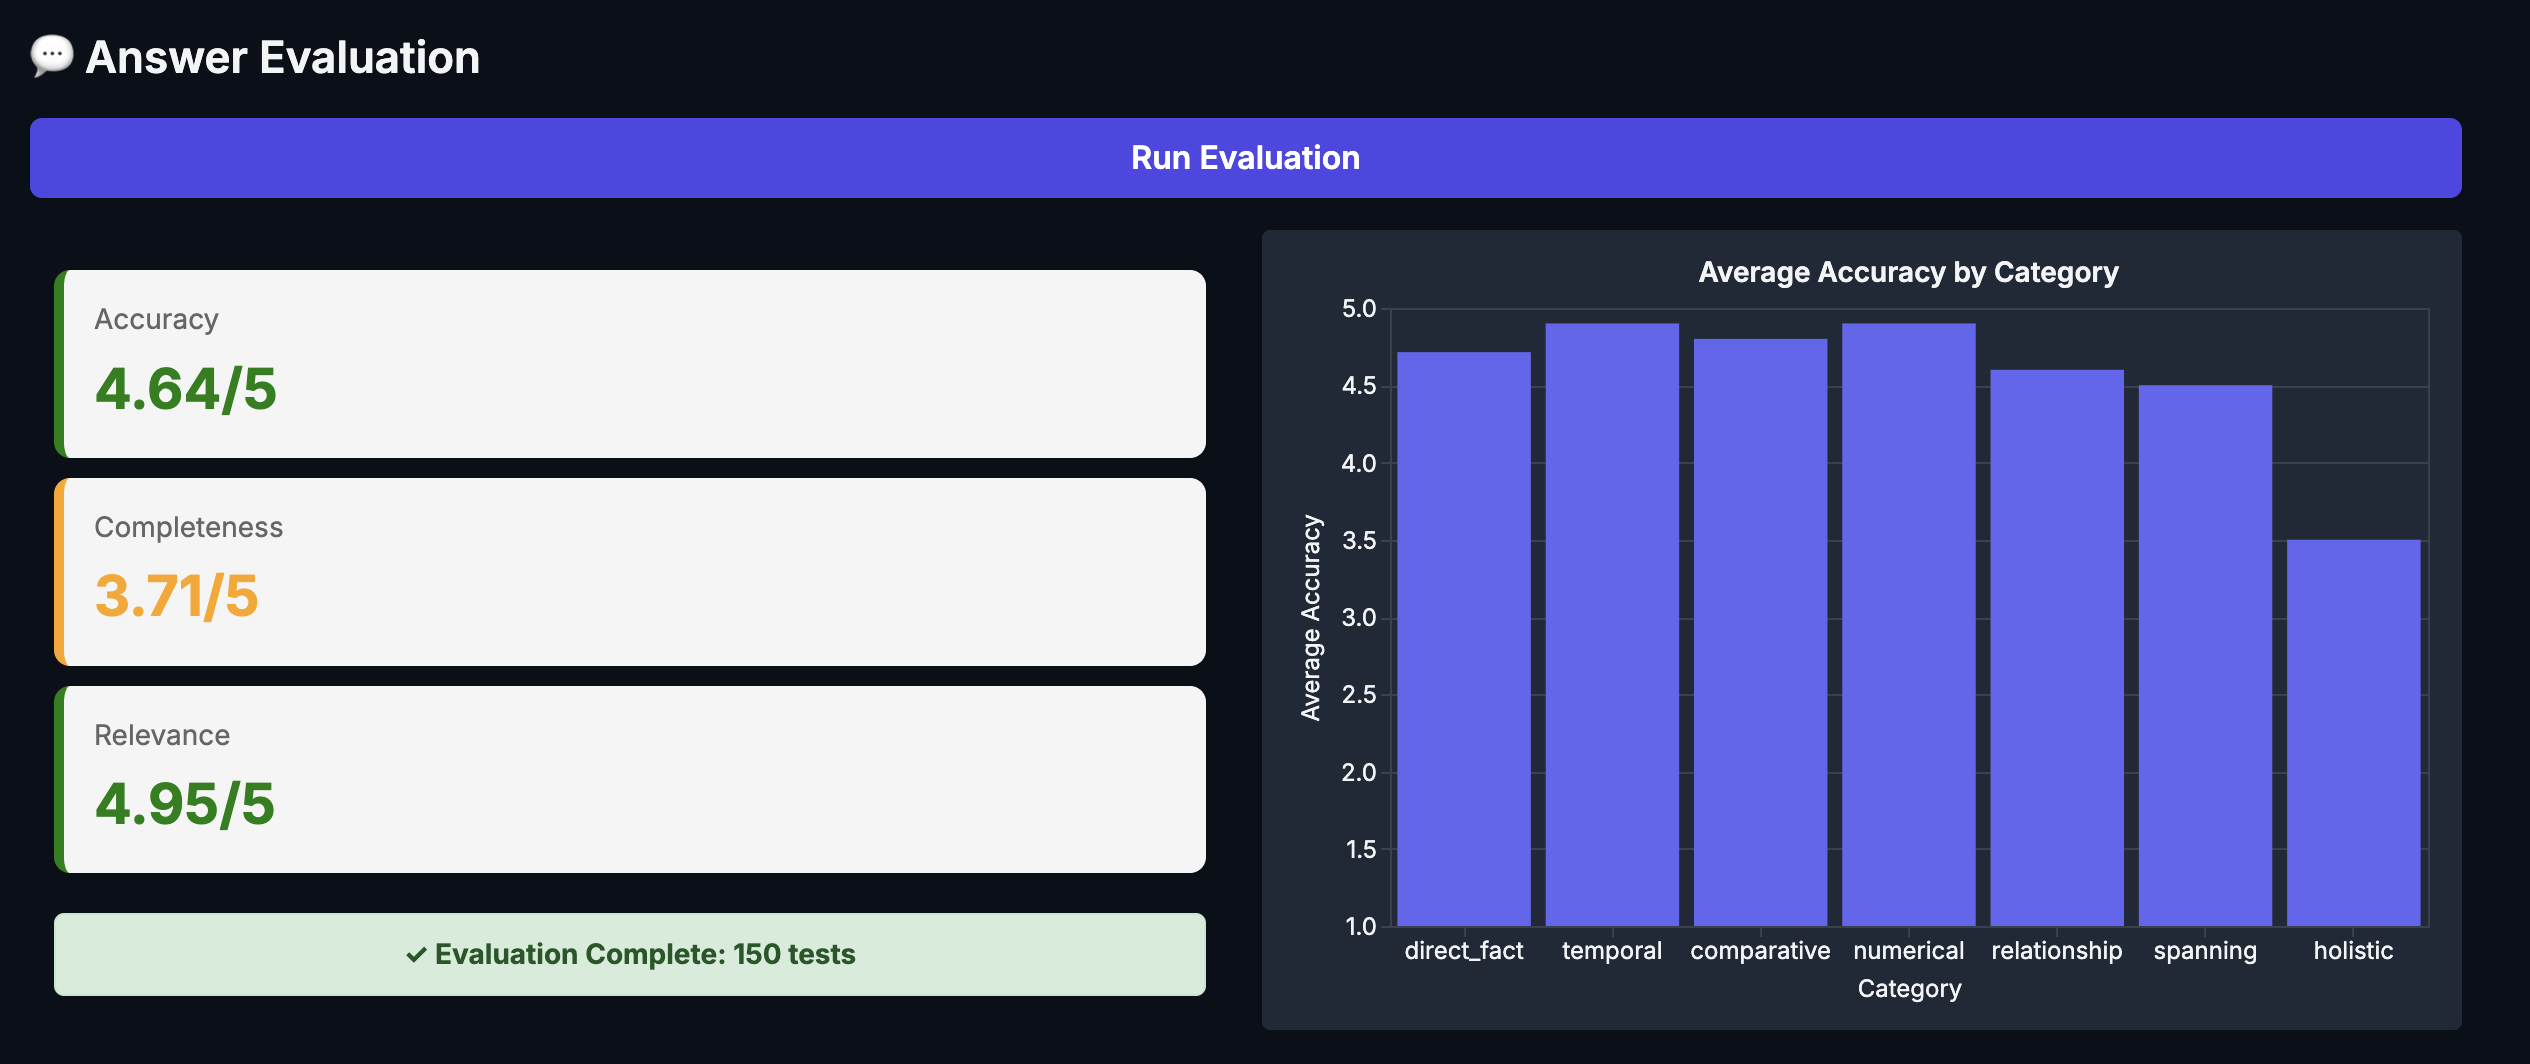 💬 Answer Evaluation
Run Evaluation
Accuracy
4.64/5
Completeness
3.71/5
Relevance
4.95/5
✓ Evaluation Complete: 150 tests
Average Accuracy by Category
5.0
4.5
4.0
3.5
3.0
2.5
2.0
1.5
1.0
Average Accuracy
direct_fact temporal comparative numerical relationship spanning holistic
Category